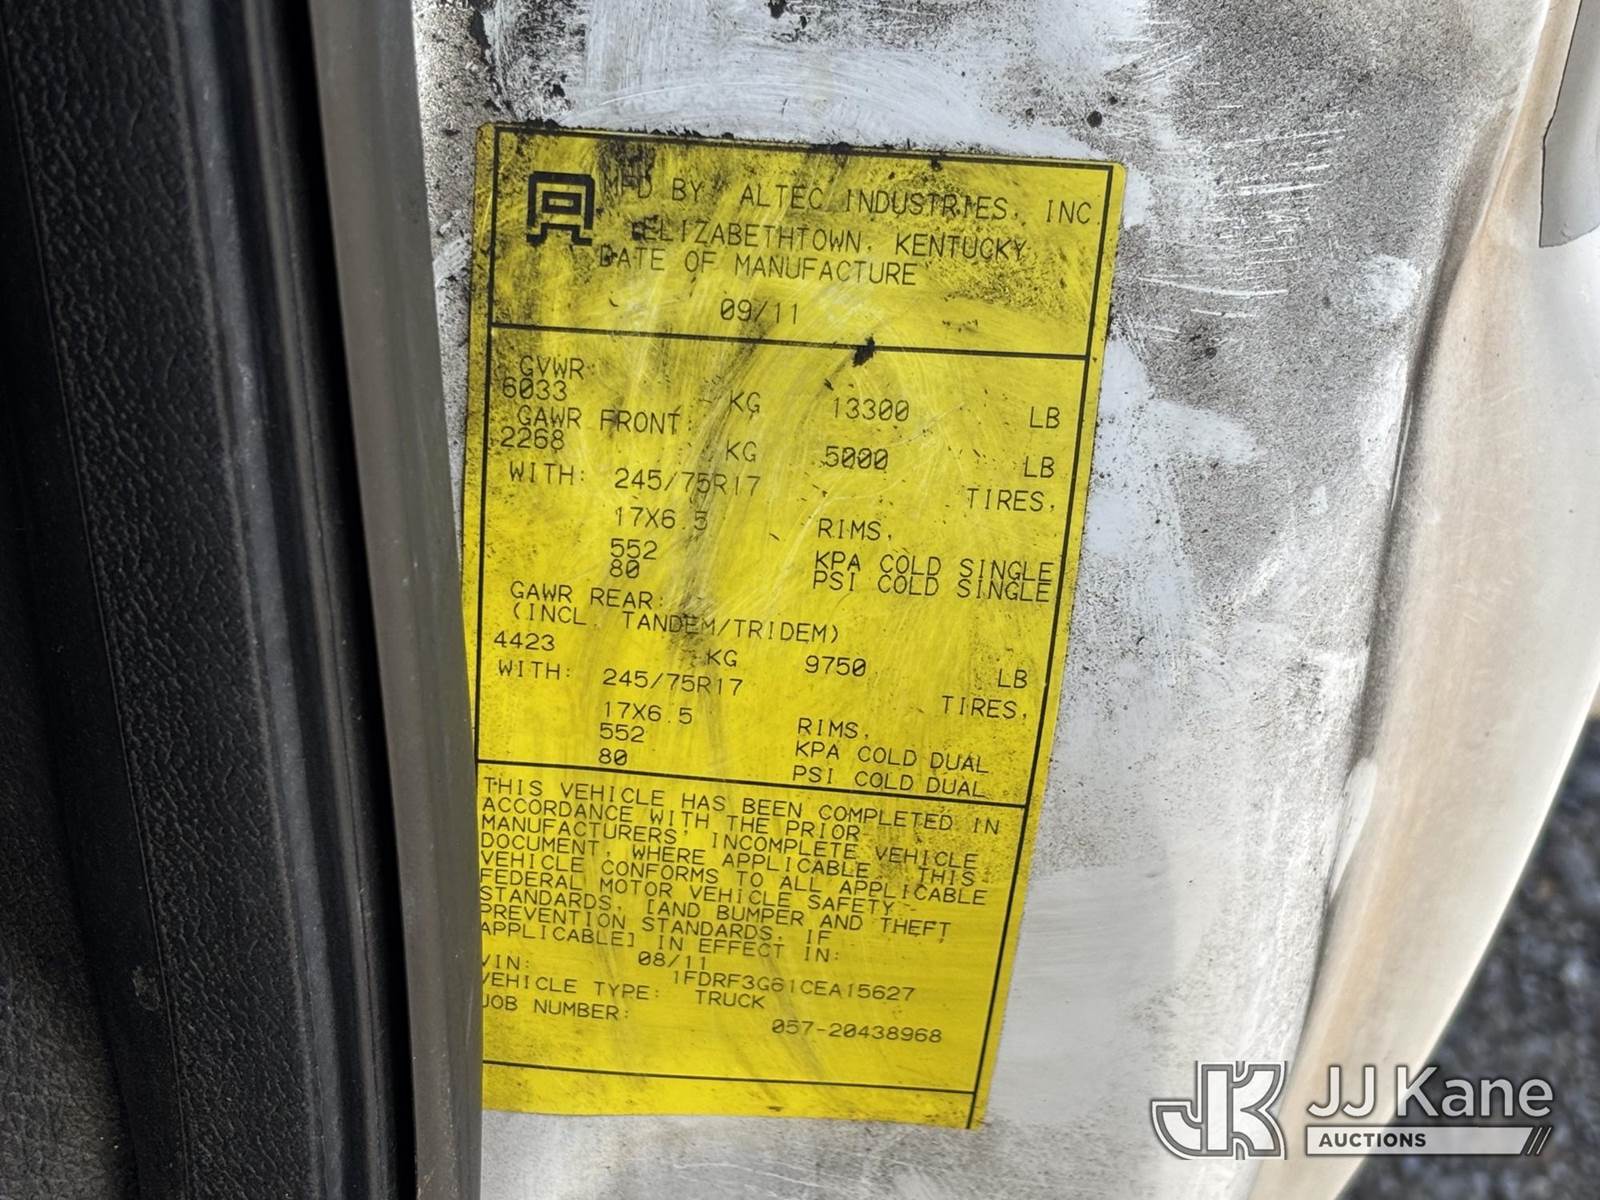 MFD BY ALTEC INDUSTRIES, INC
ELIZABETHTOWN, KENTUCKY
DATE OF MANUFACTURE
09/11
GVWR
6033 KG 13300 LB
GAWR FRONT:
2268 KG 5000 LB
WITH: 245/75R17 TIRES,
17X6.5 RIMS,
552 KPA COLD SINGLE
80 PSI COLD SINGLE
GAWR REAR:
(INCL. TANDEM/TRIDEM)
4423 KG 9750 LB
WITH: 245/75R17 TIRES,
17X6.5 RIMS,
552 KPA COLD DUAL
80 PSI COLD DUAL
THIS VEHICLE HAS BEEN COMPLETED IN
ACCORDANCE WITH THE PRIOR
MANUFACTURERS' INCOMPLETE VEHICLE
DOCUMENT, WHERE APPLICABLE. THIS
VEHICLE CONFORMS TO ALL APPLICABLE
FEDERAL MOTOR VEHICLE SAFETY
STANDARDS, [AND BUMPER AND THEFT
PREVENTION STANDARDS, IF
APPLICABLE] IN EFFECT IN:
08/11
VIN: 1FDRF3G61CEA15627
VEHICLE TYPE: TRUCK
JOB NUMBER: 057-20438968
JK JJ Kane
AUCTIONS